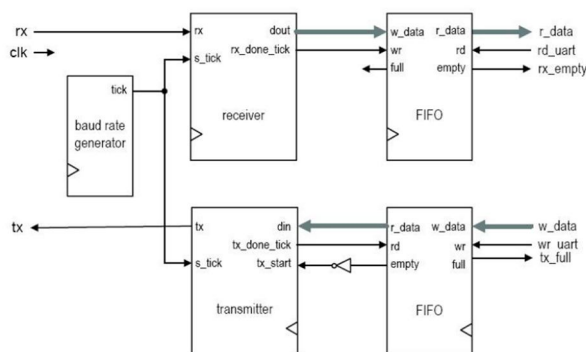 rx
clk
rx
dout
rx_done_tick
s_tick
receiver
w_data
r_data
wr
rd
full
empty
FIFO
r_data
rd_uart
rx_empty
tick
baud rate
generator
tx
tx
din
tx_done_tick
tx_start
s_tick
transmitter
r_data
w_data
rd
wr
empty
full
FIFO
w_data
wr_uart
tx_full